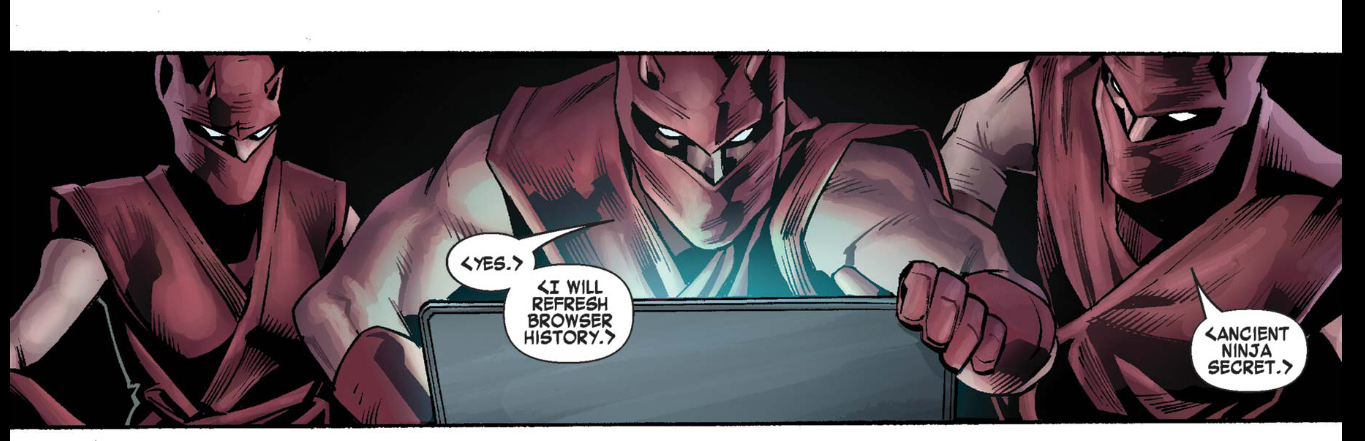 <YES.>
<I WILL
REFRESH
BROWSER
HISTORY.>
<ANCIENT
NINJA
SECRET.>